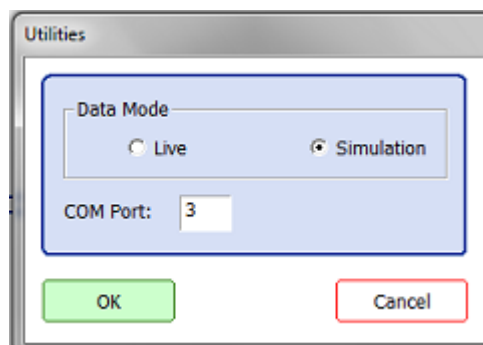 Utilities
Data Mode
Live Simulation
COM Port: 3
OK Cancel